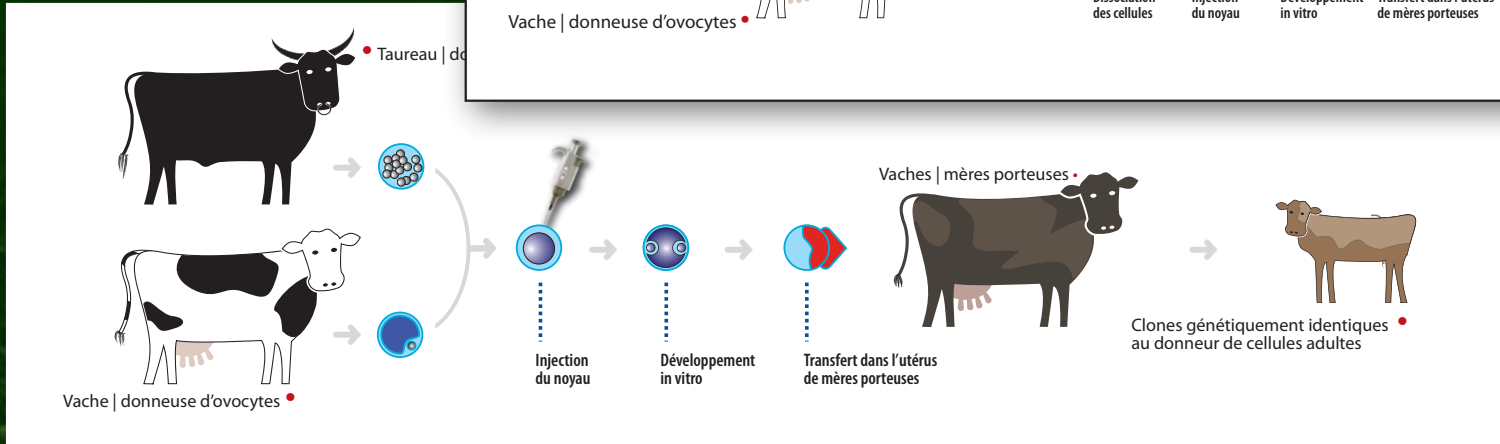 Vache | donneuse d'ovocytes
des cellules
du noyau
in vitro
de mères porteuses
Taureau |
Vaches | mères porteuses
Injection
du noyau
Développement
in vitro
Transfert dans l'utérus
de mères porteuses
Clones génétiquement identiques
au donneur de cellules adultes
Vache | donneuse d'ovocytes